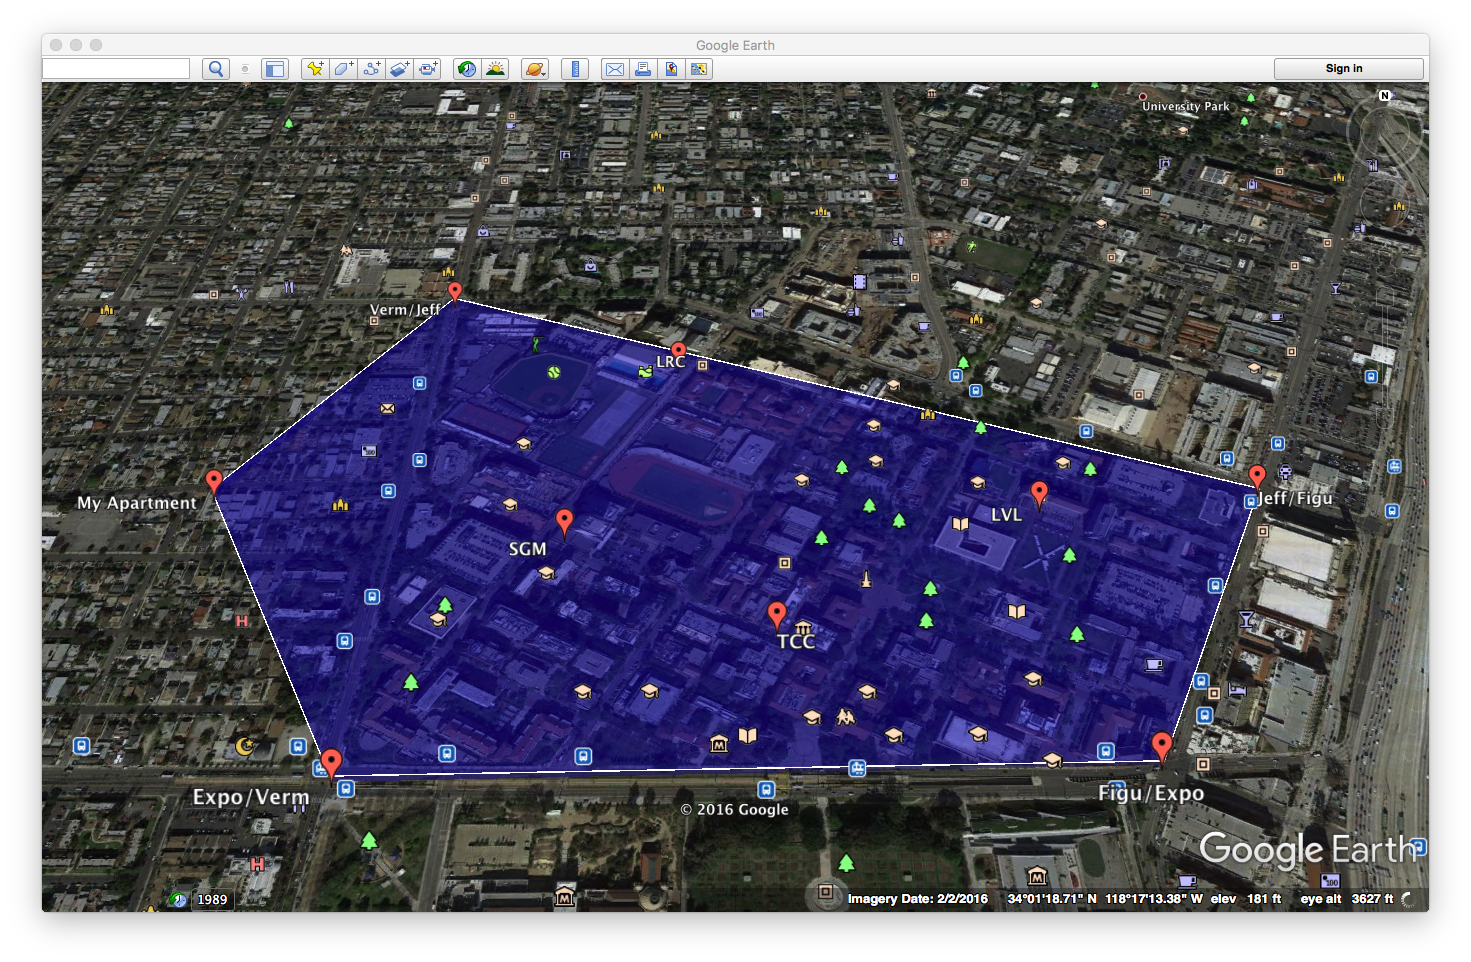 Google Earth
Sign in
N
University Park
Verm/Jeff
LRC
My Apartment
Jeff/Figu
LVL
SGM
TCC
Expo/Verm
Figu/Expo
© 2016 Google
Google Earth
1989
Imagery Date: 2/2/2016 34°01'18.71" N 118°17'13.38" W elev 181 ft eye alt 3627 ft